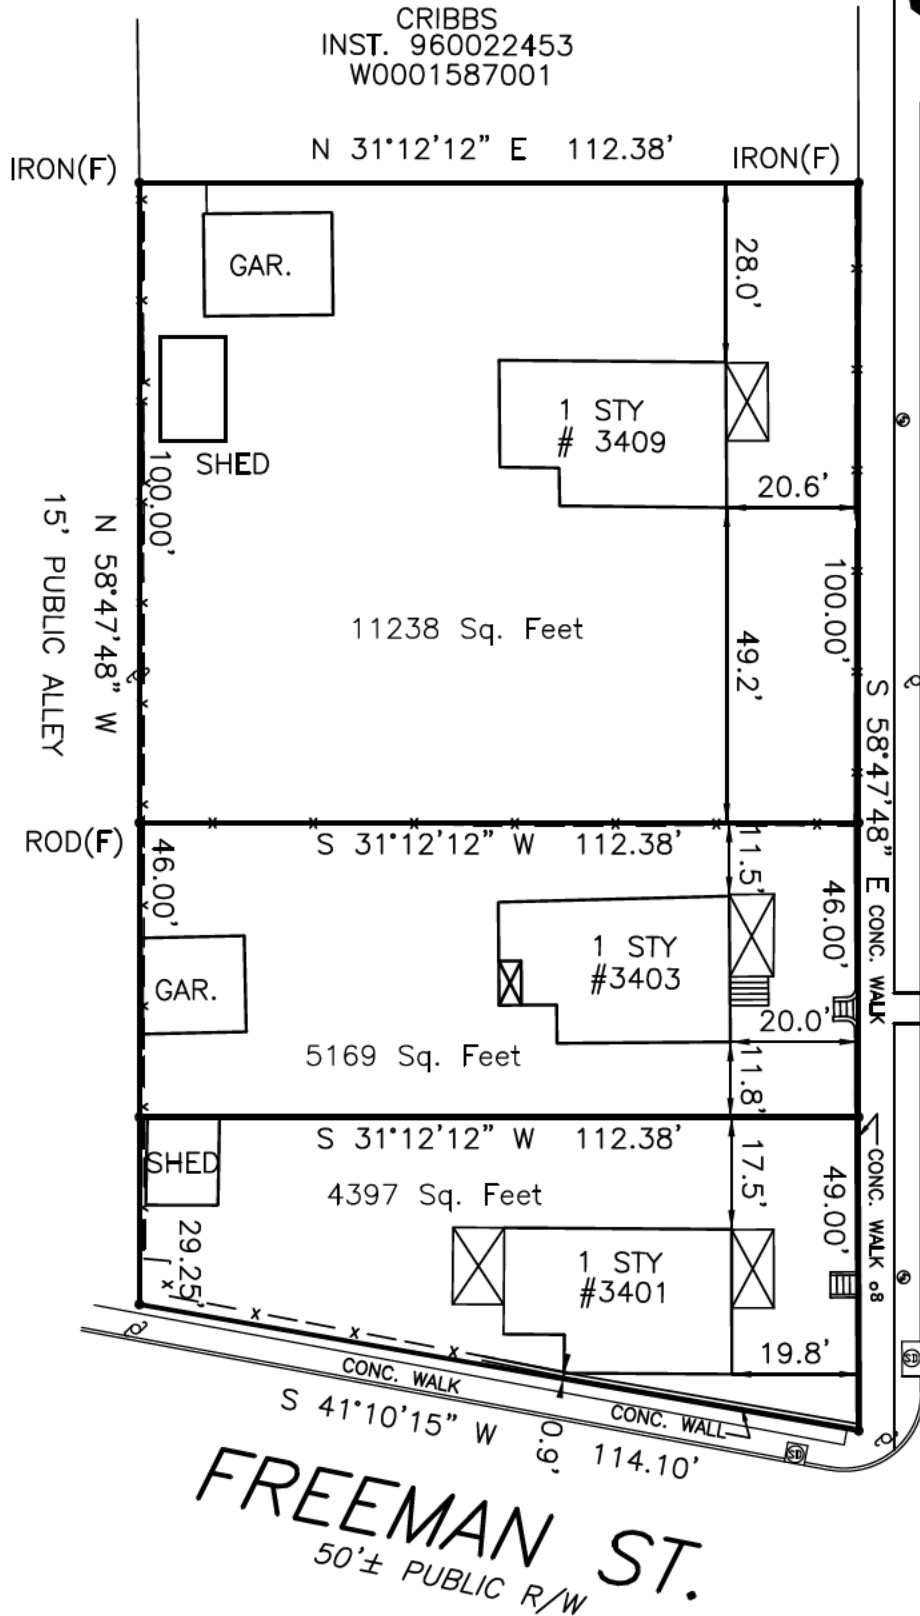 CRIBBS
INST. 960022453
W0001587001
N 31°12'12" E 112.38'
IRON(F)
IRON(F)
GAR.
28.0'
1 STY
# 3409
SHED
100.00'
20.6'
N 58°47'48" W
15' PUBLIC ALLEY
100.00'
11238 Sq. Feet
49.2'
S 58°47'48" E
ROD(F)
S 31°12'12" W 112.38'
46.00'
11.5'
46.00'
CONC. WALK
1 STY
#3403
GAR.
20.0'
5169 Sq. Feet
11.8'
S 31°12'12" W 112.38'
SHED
17.5'
CONC. WALK
4397 Sq. Feet
49.00'
29.25'
1 STY
#3401
8
19.8'
SD
CONC. WALK
CONC. WALL
S 41°10'15" W 114.10'
0.9'
SD
FREEMAN ST.
50'± PUBLIC R/W